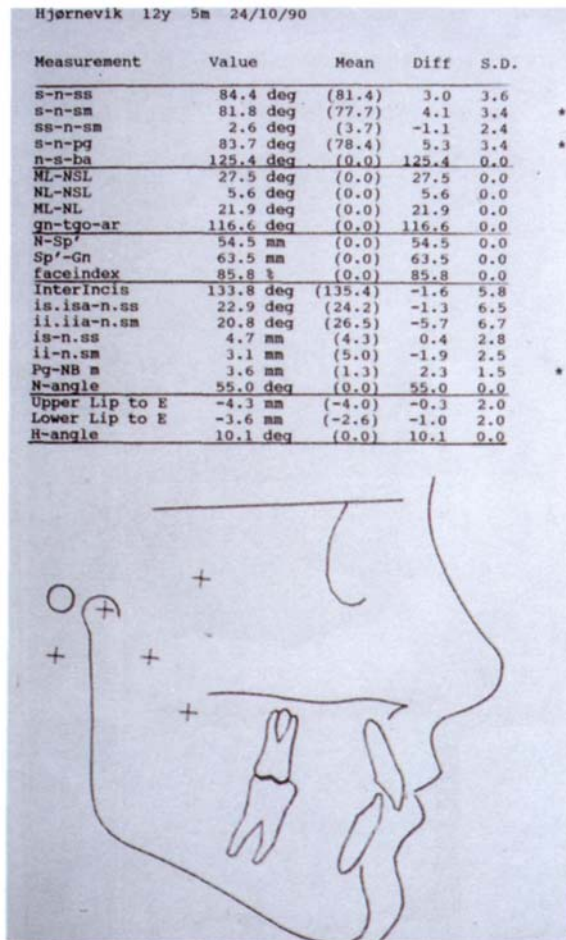 Hjørnevik 12y 5m 24/10/90
Measurement Value Mean Diff S.D.
s-n-ss 84.4 deg (81.4) 3.0 3.6
s-n-sm 81.8 deg (77.7) 4.1 3.4 *
ss-n-sm 2.6 deg (3.7) -1.1 2.4
s-n-pg 83.7 deg (78.4) 5.3 3.4 *
n-s-ba 125.4 deg (0.0) 125.4 0.0
ML-NSL 27.5 deg (0.0) 27.5 0.0
NL-NSL 5.6 deg (0.0) 5.6 0.0
ML-NL 21.9 deg (0.0) 21.9 0.0
gn-tgo-ar 116.6 deg (0.0) 116.6 0.0
N-Sp' 54.5 mm (0.0) 54.5 0.0
Sp'-Gn 63.5 mm (0.0) 63.5 0.0
faceindex 85.8 % (0.0) 85.8 0.0
InterIncis 133.8 deg (135.4) -1.6 5.8
is.isa-n.ss 22.9 deg (24.2) -1.3 6.5
ii.iia-n.sm 20.8 deg (26.5) -5.7 6.7
is-n.ss 4.7 mm (4.3) 0.4 2.8
ii-n.sm 3.1 mm (5.0) -1.9 2.5
Pg-NB m 3.6 mm (1.3) 2.3 1.5 *
N-angle 55.0 deg (0.0) 55.0 0.0
Upper Lip to E -4.3 mm (-4.0) -0.3 2.0
Lower Lip to E -3.6 mm (-2.6) -1.0 2.0
H-angle 10.1 deg (0.0) 10.1 0.0